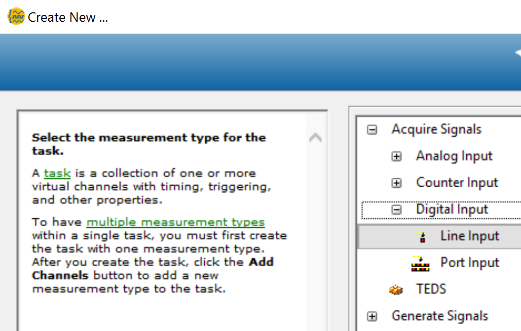 Create New ...
Select the measurement type for the
task.
A task is a collection of one or more
virtual channels with timing, triggering,
and other properties.
To have multiple measurement types
within a single task, you must first create
the task with one measurement type.
After you create the task, click the Add
Channels button to add a new
measurement type to the task.
Acquire Signals
Analog Input
Counter Input
Digital Input
Line Input
Port Input
TEDS
Generate Signals